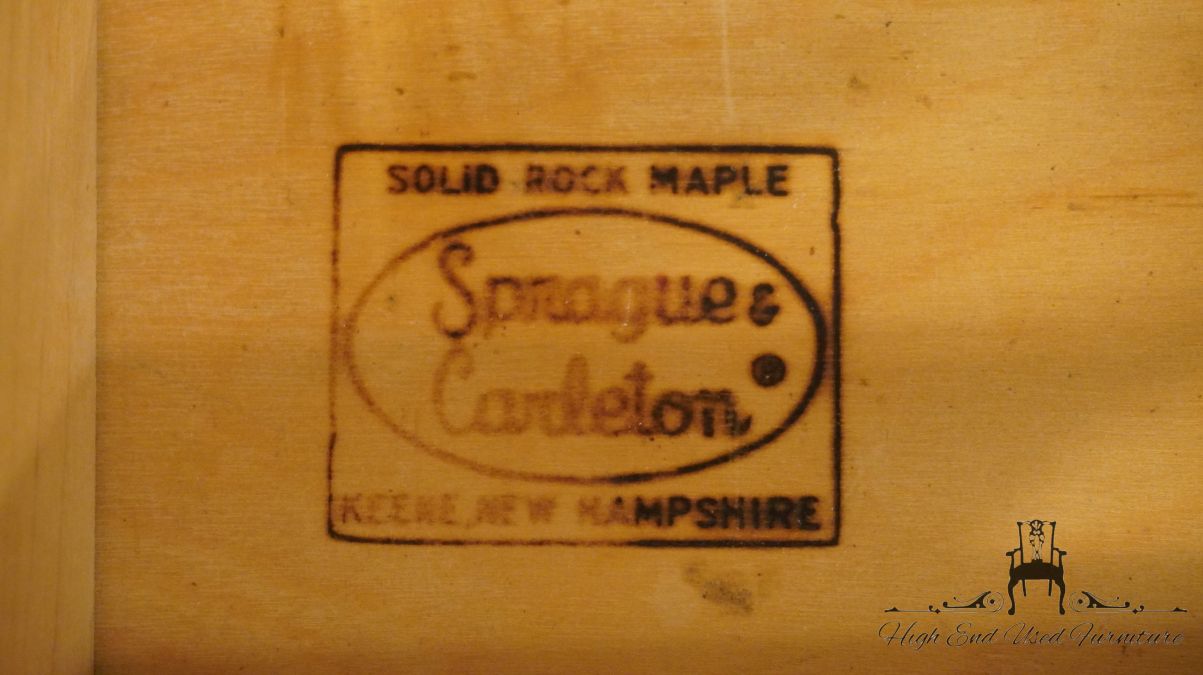 SOLiD ROCK MAPLE
Sprague &
Carleton ®
KEENE, NEW HAMPSHIRE
High End Used Furniture